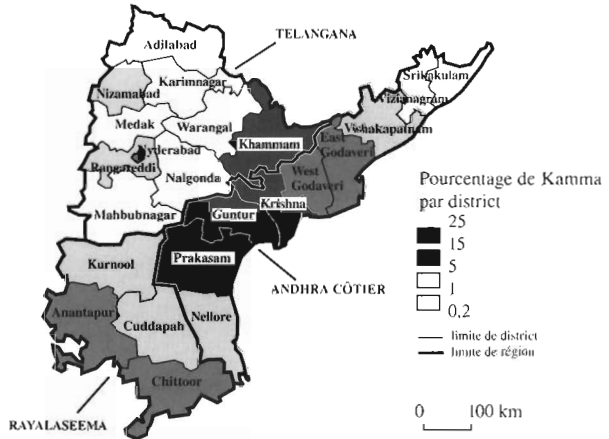 TELANGANA
Adilabad
Nizamabad
Karimnagar
Srikakulam
Vizianagram
Medak
Warangal
Vishakapatnam
Khammam
Hyderabad
East
Godaveri
Rangareddi
West
Godaveri
Nalgonda
Mahbubnagar
Guntur
Krishna
Prakasam
Kurnool
ANDHRA CÔTIER
Anantapur
Cuddapah
Nellore
Chittoor
RAYALASEEMA
Pourcentage de Kamma
par district
25
15
5
1
0,2
limite de district
limite de région
0 100 km